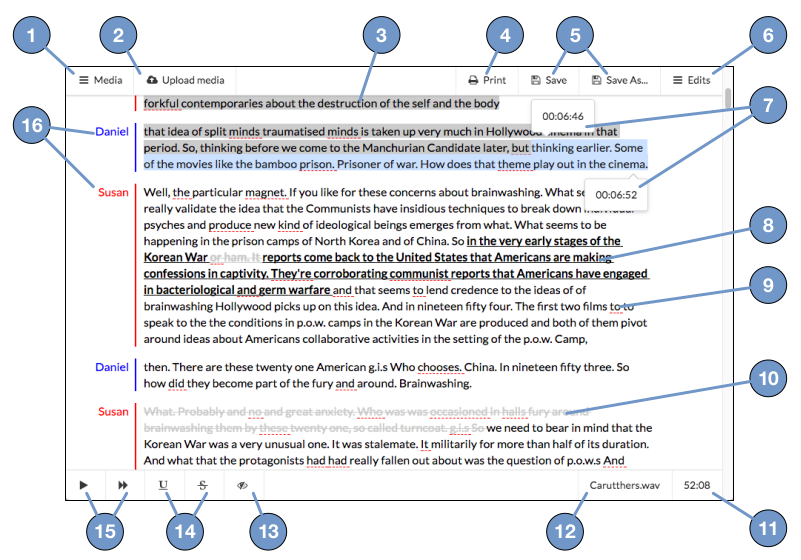 1 2 3 4 5 6
Media Upload media Print Save Save As... Edits
forkful contemporaries about the destruction of the self and the body
00:06:46
7
16
Daniel that idea of split minds traumatised minds is taken up very much in Hollywood cinema in that
period. So, thinking before we come to the Manchurian Candidate later, but thinking earlier. Some
of the movies like the bamboo prison. Prisoner of war. How does that theme play out in the cinema.
00:06:52
Susan Well, the particular magnet. If you like for these concerns about brainwashing. What
really validate the idea that the Communists have insidious techniques to break down
psyches and produce new kind of ideological beings emerges from what. What seems to be
8
happening in the prison camps of North Korea and of China. So in the very early stages of the
Korean War or ham. It reports come back to the United States that Americans are making
confessions in captivity. They're corroborating communist reports that Americans have engaged
9
in bacteriological and germ warfare and that seems to lend credence to the ideas of of
brainwashing Hollywood picks up on this idea. And in nineteen fifty four. The first two films to to
speak to the the conditions in p.o.w. camps in the Korean War are produced and both of them pivot
around ideas about Americans collaborative activities in the setting of the p.o.w. Camp,
Daniel then. There are these twenty one American g.i.s Who chooses. China. In nineteen fifty three. So
how did they become part of the fury and around. Brainwashing.
10
Susan What. Probably and no and great anxiety. Who was was occasioned in halls fury around
brainwashing them by these twenty one, so called turncoat. g.i.s So we need to bear in mind that the
Korean War was a very unusual one. It was stalemate. It militarily for more than half of its duration.
And what that the protagonists had had really fallen out about was the question of p.o.w.s And
U S Carutthers.wav 52:08
15 14 13 12 11